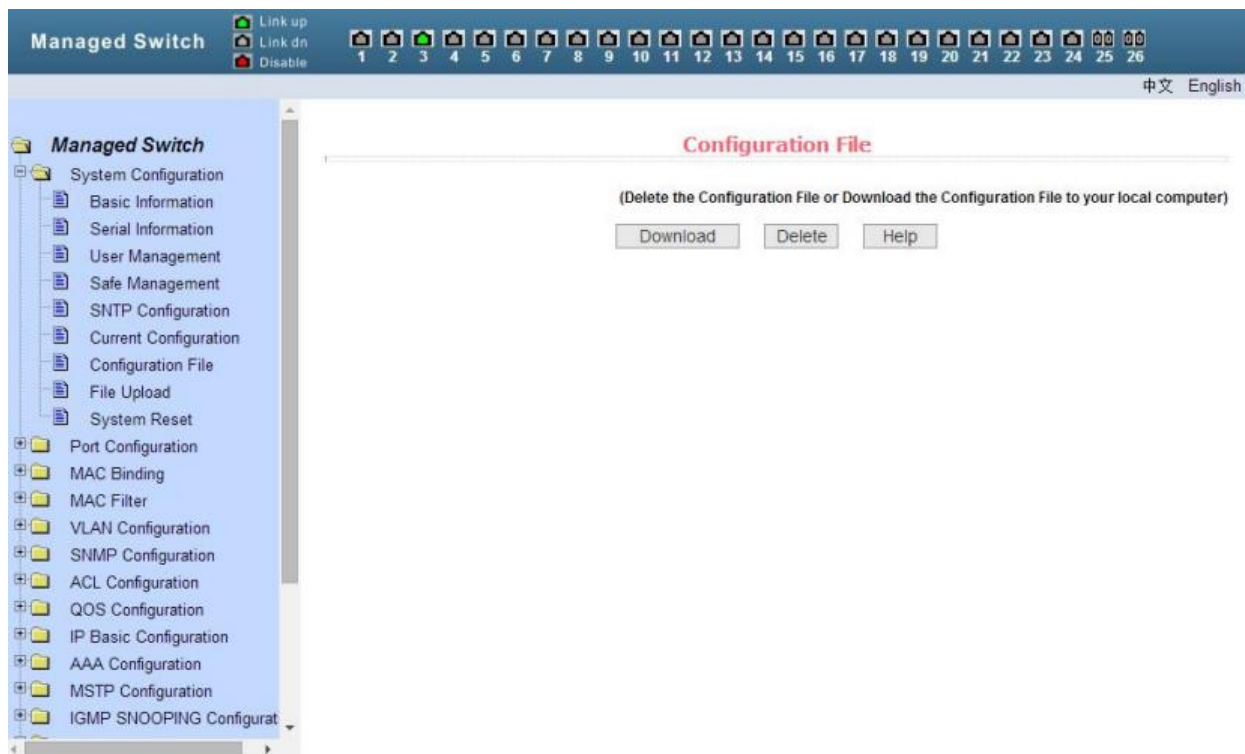 Managed Switch
Link up
Link dn
Disable
1 2 3 4 5 6 7 8 9 10 11 12 13 14 15 16 17 18 19 20 21 22 23 24 25 26
中文 English
Managed Switch
System Configuration
Basic Information
Serial Information
User Management
Safe Management
SNTP Configuration
Current Configuration
Configuration File
File Upload
System Reset
Port Configuration
MAC Binding
MAC Filter
VLAN Configuration
SNMP Configuration
ACL Configuration
QOS Configuration
IP Basic Configuration
AAA Configuration
MSTP Configuration
IGMP SNOOPING Configurat
Configuration File
(Delete the Configuration File or Download the Configuration File to your local computer)
Download Delete Help